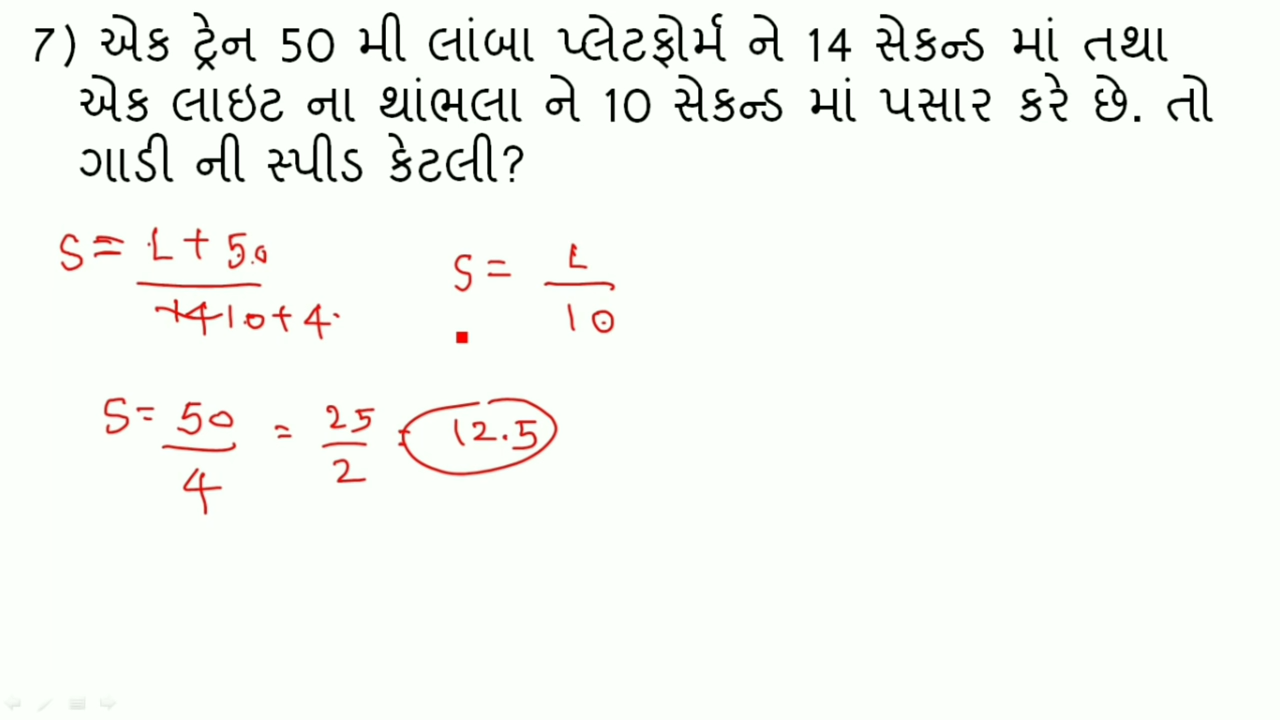 7) એક ટ્રેન 50 મી લાંબા પ્લેટફોર્મ ને 14 સેકન્ડ માં તથા
એક લાઇટ ના થાંભલા ને 10 સેકન્ડ માં પસાર કરે છે. તો
ગાડી ની સ્પીડ કેટલી?
S = L + 50
14 10 + 4
S = L
10
S = 50 = 25 = 12.5
4 2